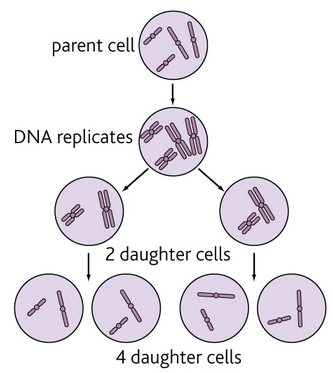 parent cell
DNA replicates
2 daughter cells
4 daughter cells